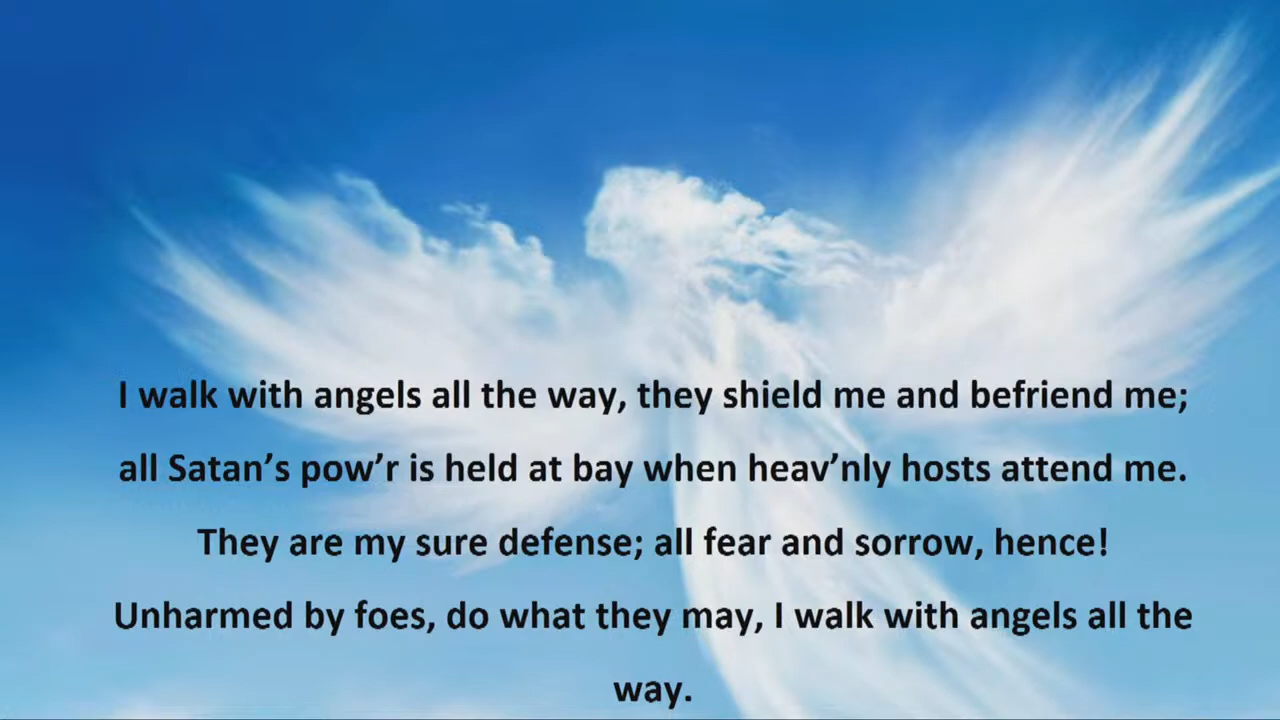 I walk with angels all the way, they shield me and befriend me;
all Satan’s pow’r is held at bay when heav’nly hosts attend me.
They are my sure defense; all fear and sorrow, hence!
Unharmed by foes, do what they may, I walk with angels all the
way.